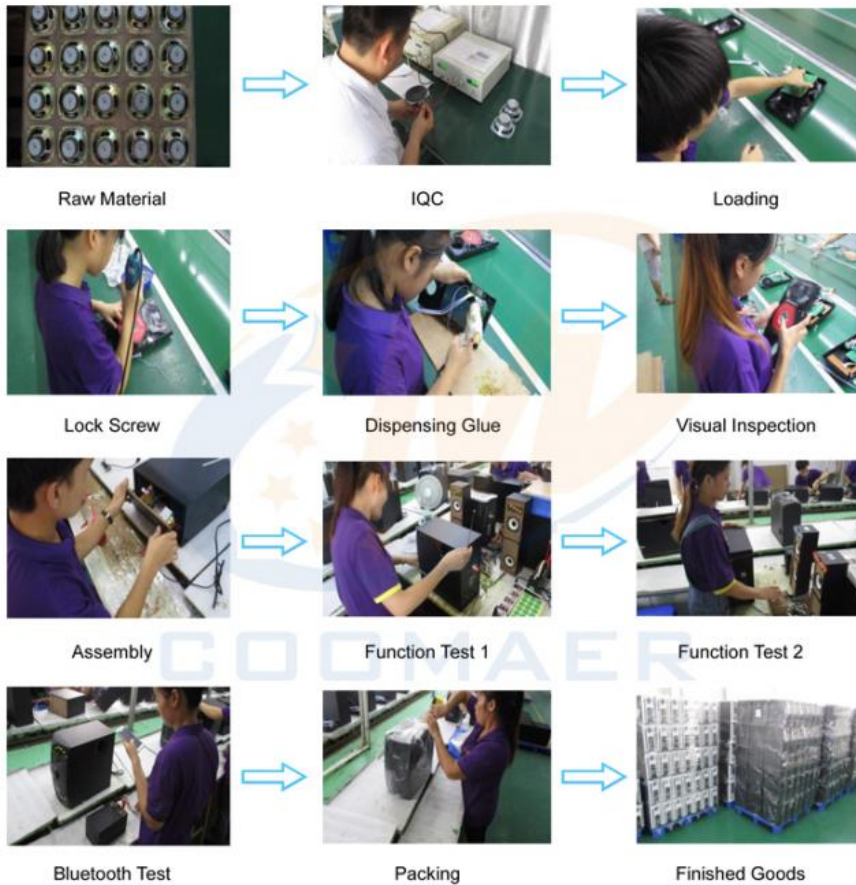 Raw Material
IQC
Loading
Lock Screw
Dispensing Glue
Visual Inspection
Assembly
Function Test 1
Function Test 2
COOMAER
Bluetooth Test
Packing
Finished Goods